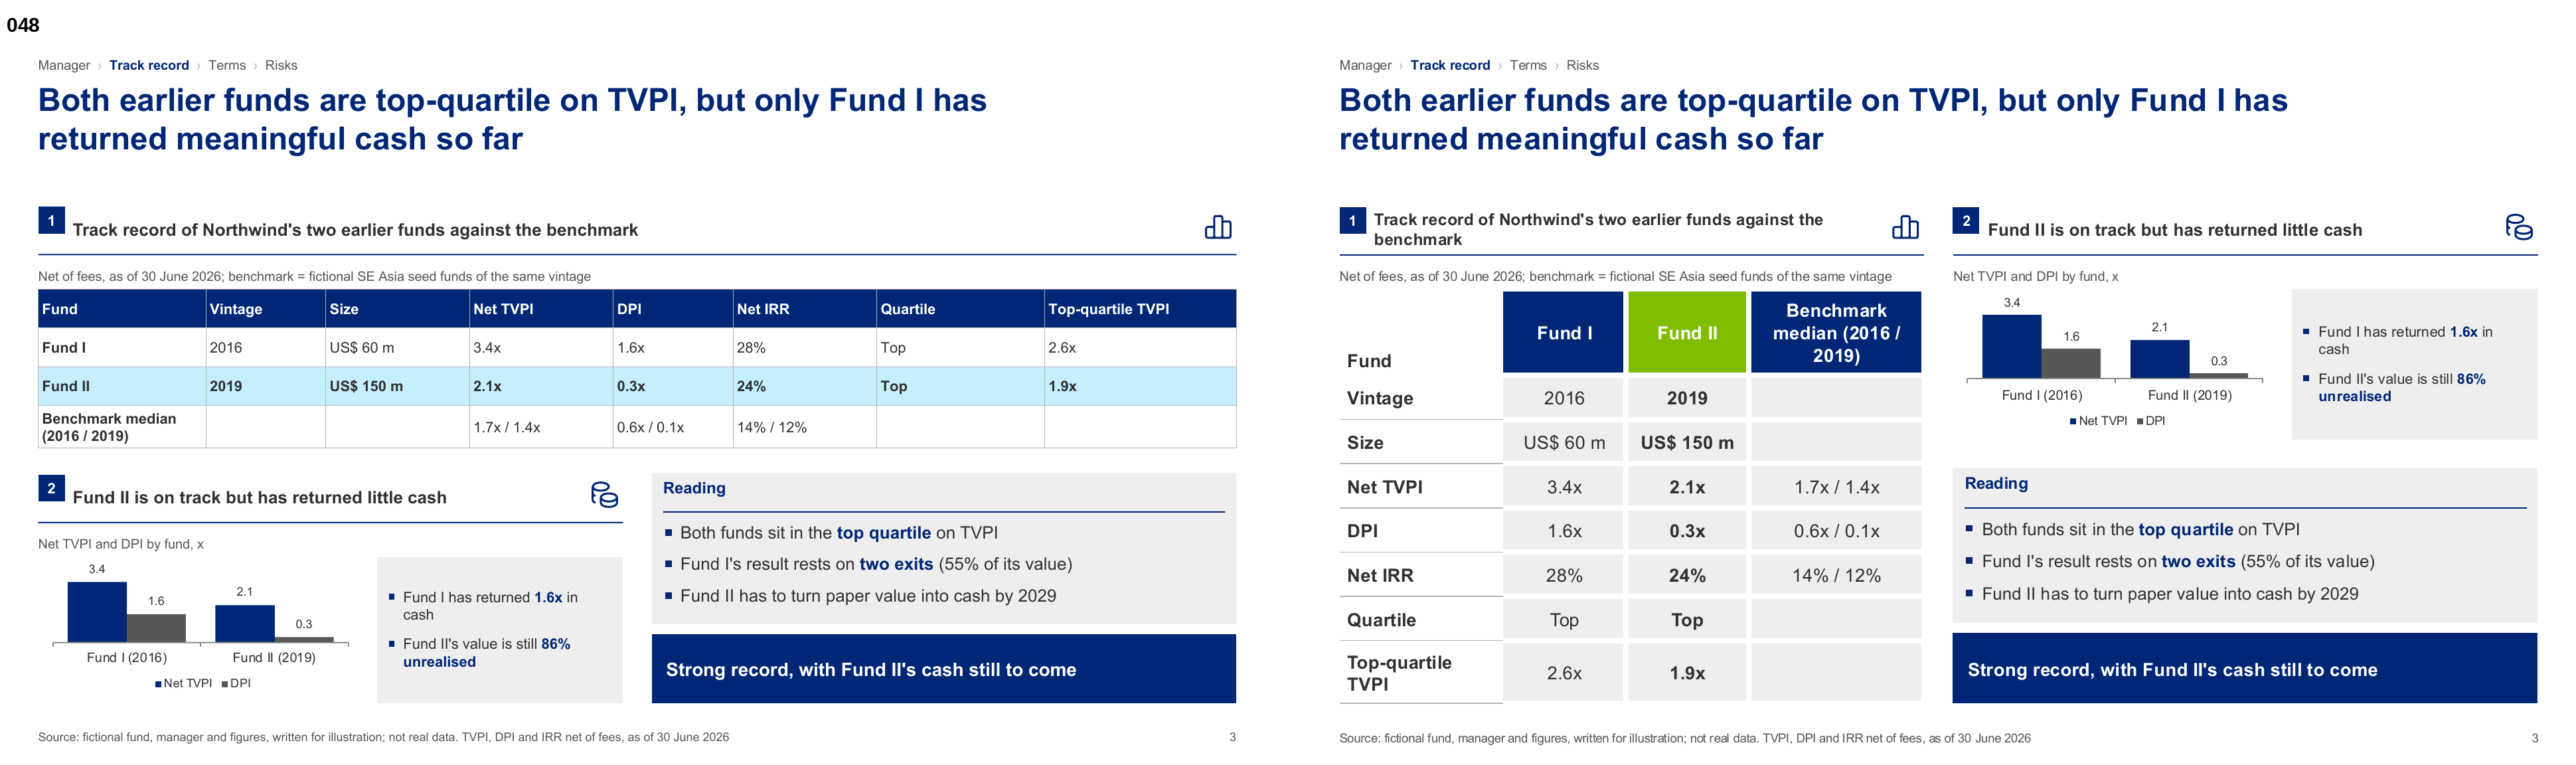 048
Manager › Track record › Terms › Risks
Both earlier funds are top-quartile on TVPI, but only Fund I has
returned meaningful cash so far
1
Track record of Northwind's two earlier funds against the benchmark
Net of fees, as of 30 June 2026; benchmark = fictional SE Asia seed funds of the same vintage
Fund Vintage Size Net TVPI DPI Net IRR Quartile Top-quartile TVPI
Fund I 2016 US$ 60 m 3.4x 1.6x 28% Top 2.6x
Fund II 2019 US$ 150 m 2.1x 0.3x 24% Top 1.9x
Benchmark median
(2016 / 2019) 1.7x / 1.4x 0.6x / 0.1x 14% / 12%
2
Fund II is on track but has returned little cash
Net TVPI and DPI by fund, x
3.4
1.6
2.1
0.3
Fund I (2016) Fund II (2019)
Net TVPI DPI
Fund I has returned 1.6x in
cash
Fund II's value is still 86%
unrealised
Reading
Both funds sit in the top quartile on TVPI
Fund I's result rests on two exits (55% of its value)
Fund II has to turn paper value into cash by 2029
Strong record, with Fund II's cash still to come
Source: fictional fund, manager and figures, written for illustration; not real data. TVPI, DPI and IRR net of fees, as of 30 June 2026
3
Manager › Track record › Terms › Risks
Both earlier funds are top-quartile on TVPI, but only Fund I has
returned meaningful cash so far
1
Track record of Northwind's two earlier funds against the
benchmark
Net of fees, as of 30 June 2026; benchmark = fictional SE Asia seed funds of the same vintage
Fund Fund I Fund II Benchmark
median (2016 /
2019)
Vintage 2016 2019
Size US$ 60 m US$ 150 m
Net TVPI 3.4x 2.1x 1.7x / 1.4x
DPI 1.6x 0.3x 0.6x / 0.1x
Net IRR 28% 24% 14% / 12%
Quartile Top Top
Top-quartile
TVPI 2.6x 1.9x
2
Fund II is on track but has returned little cash
Net TVPI and DPI by fund, x
3.4
1.6
2.1
0.3
Fund I (2016) Fund II (2019)
Net TVPI DPI
Fund I has returned 1.6x in
cash
Fund II's value is still 86%
unrealised
Reading
Both funds sit in the top quartile on TVPI
Fund I's result rests on two exits (55% of its value)
Fund II has to turn paper value into cash by 2029
Strong record, with Fund II's cash still to come
Source: fictional fund, manager and figures, written for illustration; not real data. TVPI, DPI and IRR net of fees, as of 30 June 2026
3